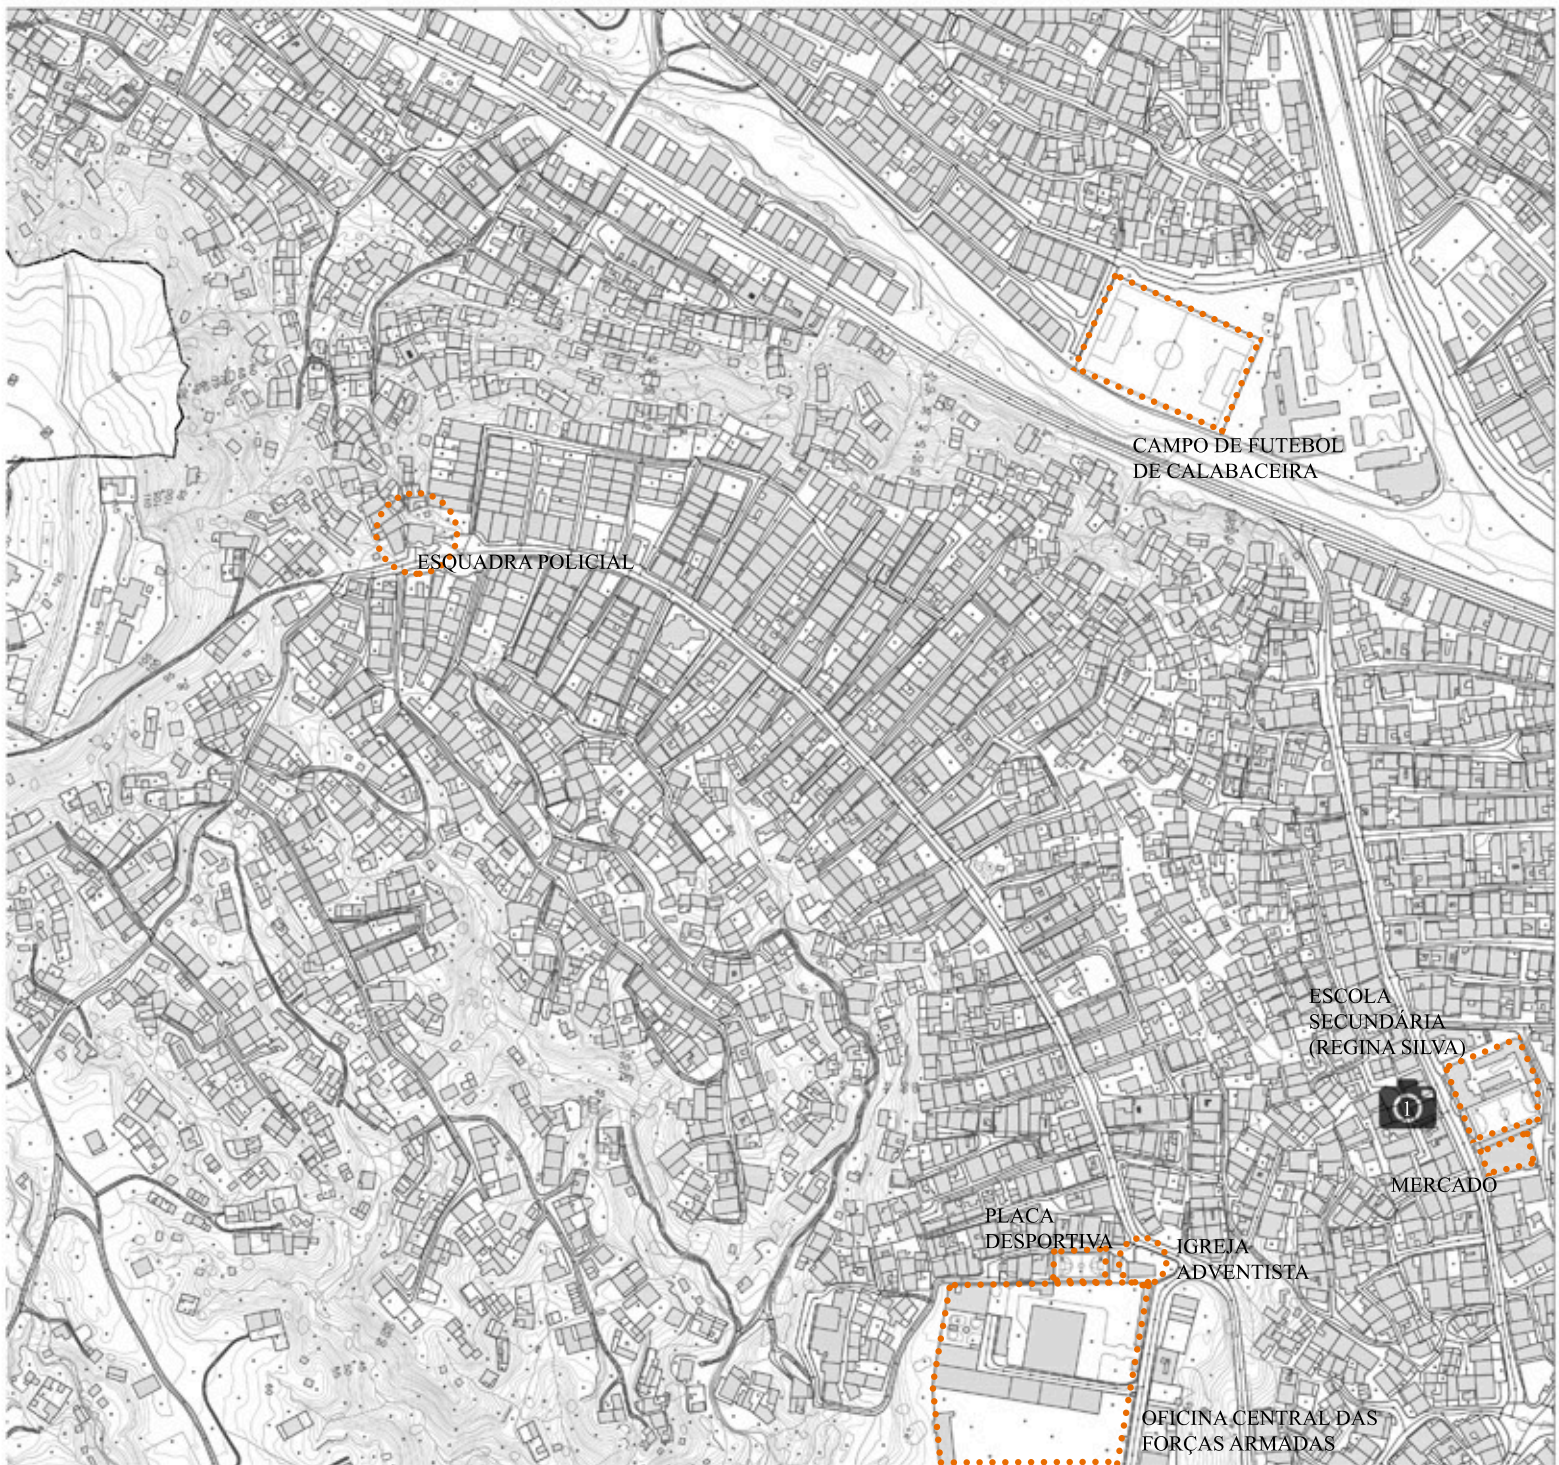 CAMPO DE FUTEBOL
DE CALABACEIRA
ESQUADRA POLICIAL
ESCOLA
SECUNDÁRIA
(REGINA SILVA)
1
MERCADO
PLACA
DESPORTIVA
IGREJA
ADVENTISTA
OFICINA CENTRAL DAS
FORÇAS ARMADAS